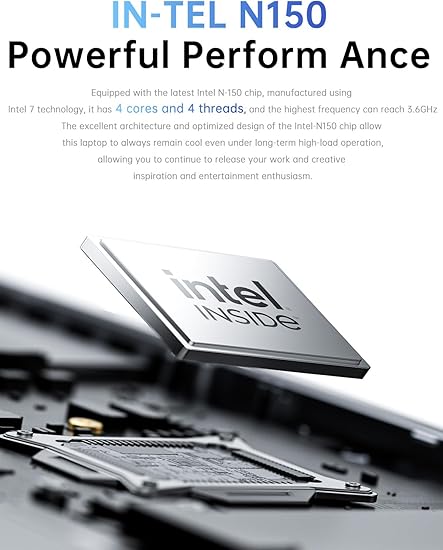 IN-TEL N150
Powerful Perform Ance
Equipped with the latest Intel N-150 chip, manufactured using
Intel 7 technology, it has 4 cores and 4 threads, and the highest frequency can reach 3.6GHz
The excellent architecture and optimized design of the Intel-N150 chip allow
this laptop to always remain cool even under long-term high-load operation,
allowing you to continue to release your work and creative
inspiration and entertainment enthusiasm.
intel.
INSIDE™